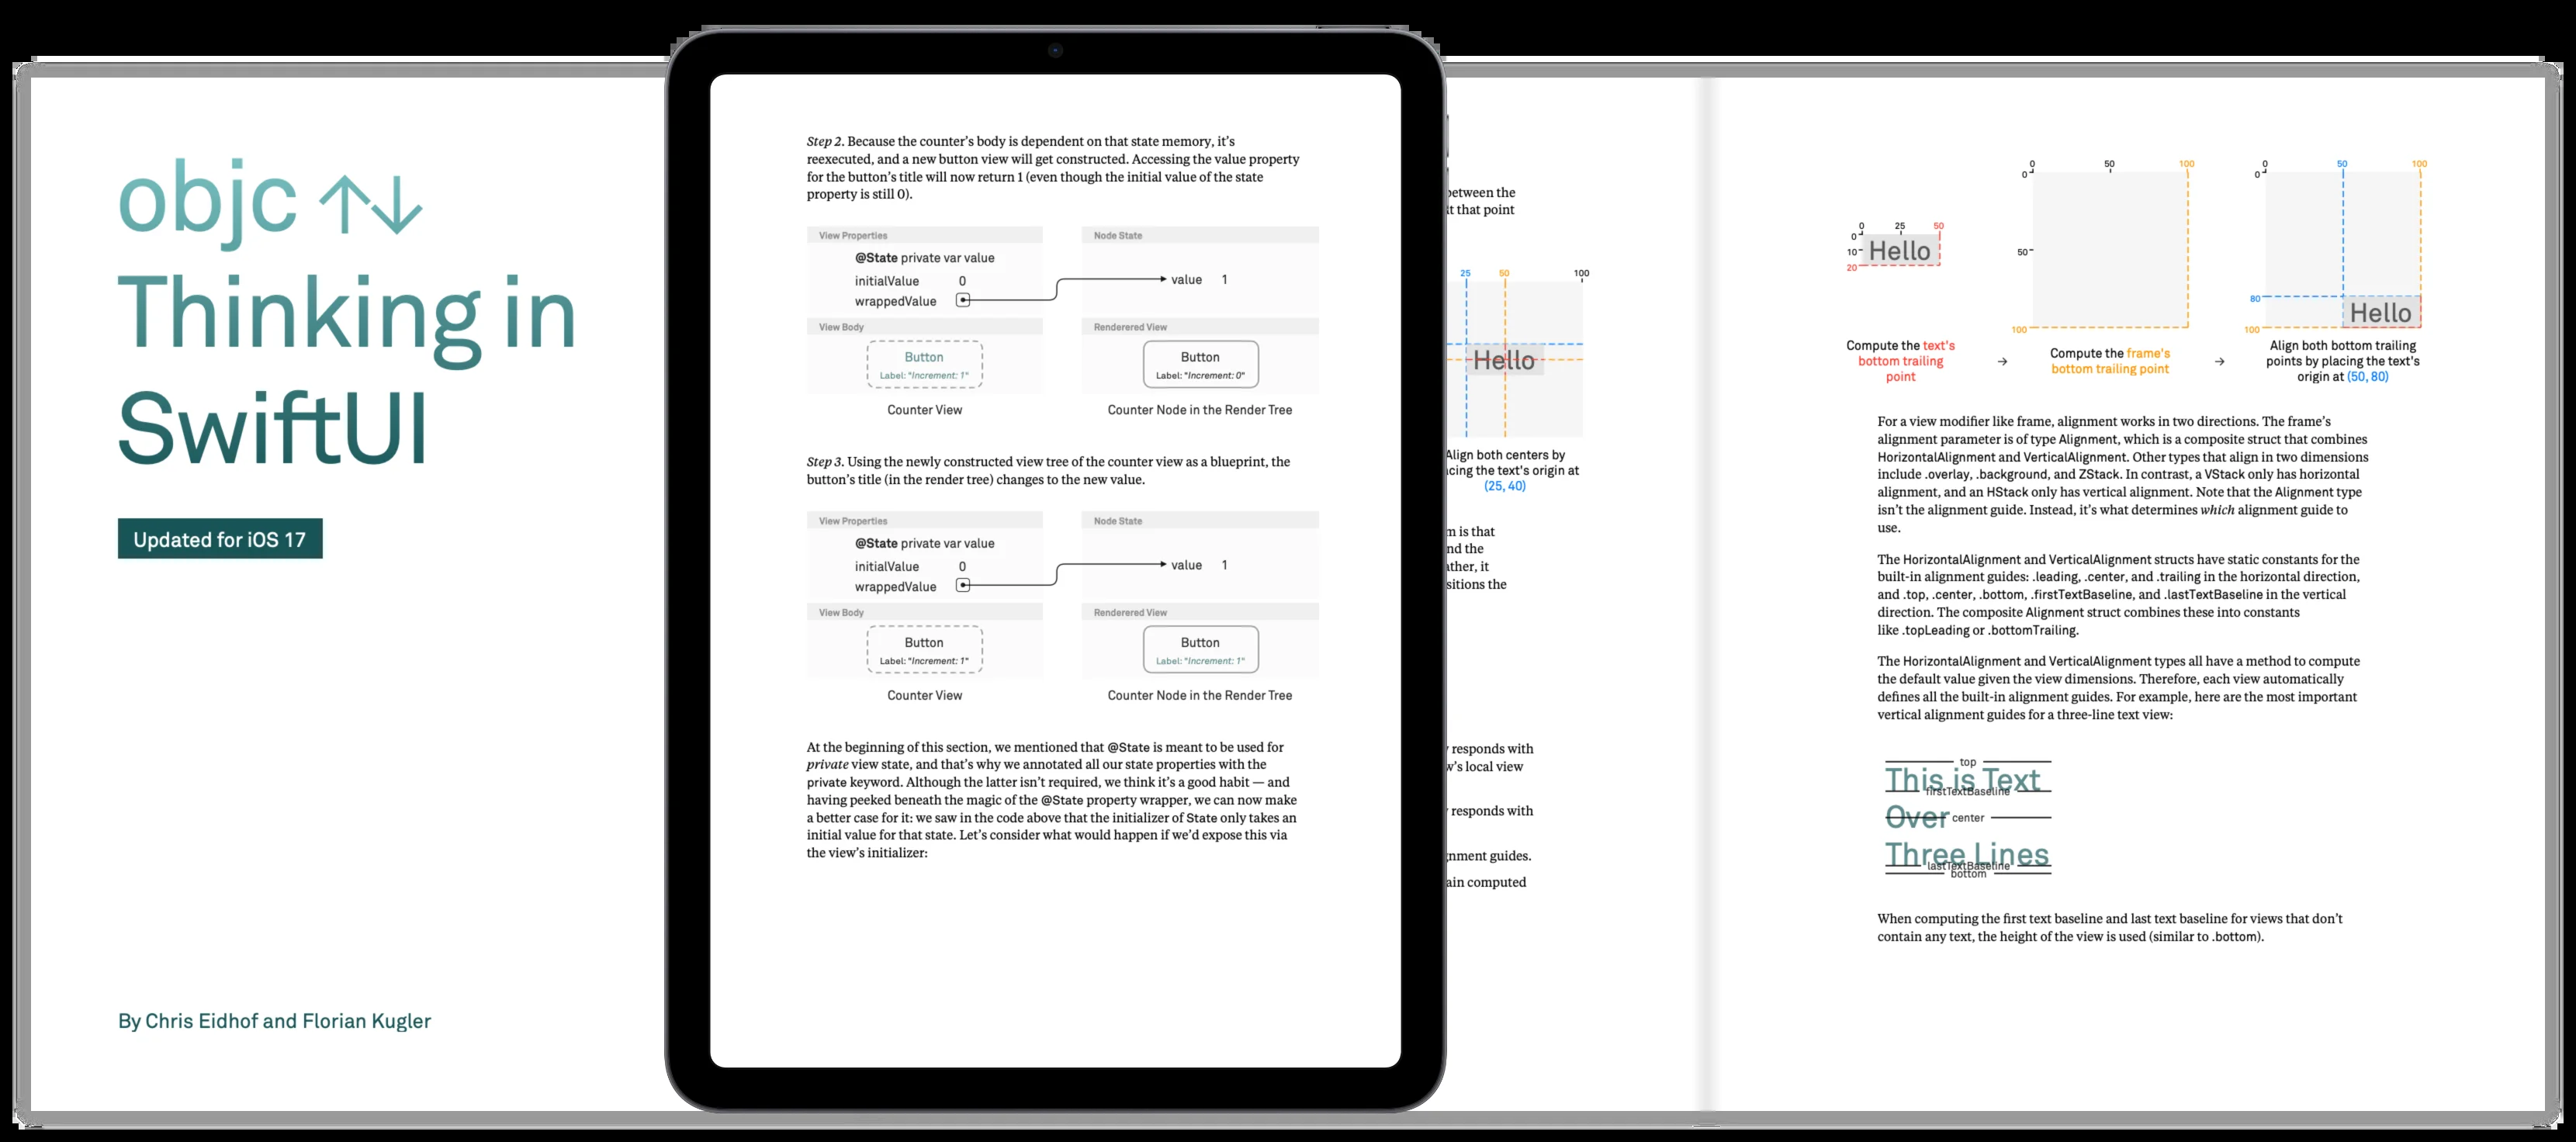 objc ↑↓
Thinking in
SwiftUI
Updated for iOS 17
By Chris Eidhof and Florian Kugler
Step 2. Because the counter’s body is dependent on that state memory, it’s
reexecuted, and a new button view will get constructed. Accessing the value property
for the button’s title will now return 1 (even though the initial value of the state
property is still 0).
View Properties
@State private var value
initialValue 0
wrappedValue
Node State
value 1
View Body
Button
Label: "Increment: 1"
Renderered View
Button
Label: "Increment: 0"
Counter View
Counter Node in the Render Tree
Step 3. Using the newly constructed view tree of the counter view as a blueprint, the
button’s title (in the render tree) changes to the new value.
View Properties
@State private var value
initialValue 0
wrappedValue
Node State
value 1
View Body
Button
Label: "Increment: 1"
Renderered View
Button
Label: "Increment: 1"
Counter View
Counter Node in the Render Tree
At the beginning of this section, we mentioned that @State is meant to be used for
private view state, and that’s why we annotated all our state properties with the
private keyword. Although the latter isn’t required, we think it’s a good habit — and
having peeked beneath the magic of the @State property wrapper, we can now make
a better case for it: we saw in the code above that the initializer of State only takes an
initial value for that state. Let’s consider what would happen if we’d expose this via
the view’s initializer:
between the
that point
25 50 100
Hello
Align both centers by
the text's origin at
(25, 40)
is that
the
it
the
responds with
local view
responds with
guides.
computed
0 25 50
0
10
20
Hello
Compute the text's
bottom trailing
point
→
0 50 100
0
50
100
Compute the frame's
bottom trailing point
→
0 50 100
0
80
100
Hello
Align both bottom trailing
points by placing the text's
origin at (50, 80)
For a view modifier like frame, alignment works in two directions. The frame’s
alignment parameter is of type Alignment, which is a composite struct that combines
HorizontalAlignment and VerticalAlignment. Other types that align in two dimensions
include .overlay, .background, and ZStack. In contrast, a VStack only has horizontal
alignment, and an HStack only has vertical alignment. Note that the Alignment type
isn’t the alignment guide. Instead, it’s what determines which alignment guide to
use.
The HorizontalAlignment and VerticalAlignment structs have static constants for the
built-in alignment guides: .leading, .center, and .trailing in the horizontal direction,
and .top, .center, .bottom, .firstTextBaseline, and .lastTextBaseline in the vertical
direction. The composite Alignment struct combines these into constants
like .topLeading or .bottomTrailing.
The HorizontalAlignment and VerticalAlignment types all have a method to compute
the default value given the view dimensions. Therefore, each view automatically
defines all the built-in alignment guides. For example, here are the most important
vertical alignment guides for a three-line text view:
top
This is Text
firstTextBaseline
Over
center
Three Lines
lastTextBaseline
bottom
When computing the first text baseline and last text baseline for views that don’t
contain any text, the height of the view is used (similar to .bottom).